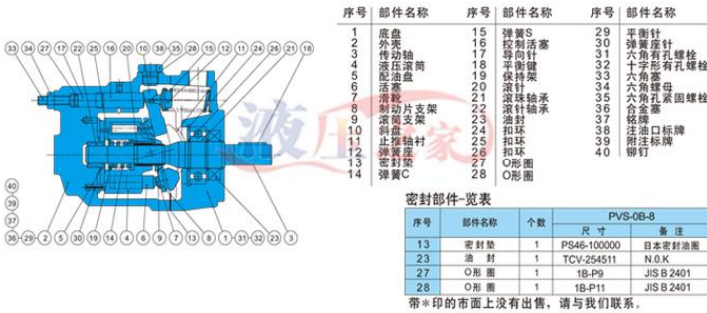 33 34 27 17 22 25 16 20 10 38 35 28 15 12 11 24 26 21 18
40
39
37
36 29 2 5 30 19 14 4 6 9 7 13 8 1 31 32 23 3
液压之家
序号 部件名称 序号 部件名称 序号 部件名称
1 底盘 15 弹簧S 29 平衡针
2 外壳 16 控制活塞 30 弹簧座针
3 传动轴 17 导向针 31 六角有孔螺栓
4 液压滚筒 18 平衡键 32 十字形有孔螺栓
5 配油盘 19 保持架 33 六角塞
6 活塞 20 滚针 34 六角螺母
7 滑靴 21 滚珠轴承 35 六角孔紧固螺栓
8 制动片支架 22 滚针轴承 36 合金塞
9 滚筒支架 23 油封 37 铭牌
10 斜盘 24 扣环 38 注油口标牌
11 止推轴衬 25 扣环 39 附注标牌
12 弹簧座 26 扣环 40 铆钉
13 密封垫 27 O形圈
14 弹簧C 28 O形圈
密封部件一览表
序号 部件名称 个数 PVS-0B-8
尺寸 备注
13 密封垫 1 PS46-100000 日本密封油圈
23 油封 1 TCV-254511 N.O.K
27 O形圈 1 1B-P9 JIS B 2401
28 O形圈 1 1B-P11 JIS B 2401
带*印的市面上没有出售，请与我们联系。